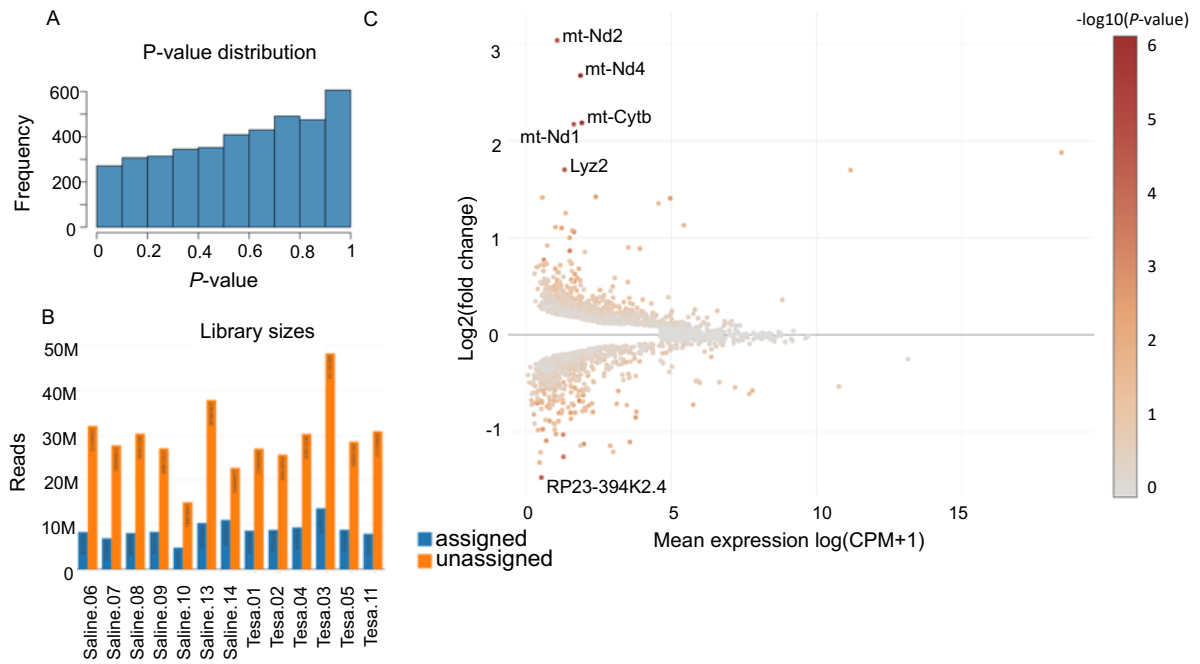 A
P-value distribution
Frequency
600
400
200
0
0 0.2 0.4 0.6 0.8 1
P-value
B
Library sizes
Reads
50M
40M
30M
20M
10M
0
Saline.06
Saline.07
Saline.08
Saline.09
Saline.10
Saline.13
Saline.14
Tesa.01
Tesa.02
Tesa.04
Tesa.03
Tesa.05
Tesa.11
assigned
unassigned
C
Log2(fold change)
3
2
1
0
-1
mt-Nd2
mt-Nd4
mt-Cytb
mt-Nd1
Lyz2
RP23-394K2.4
0 5 10 15
Mean expression log(CPM+1)
-log10(P-value)
6
5
4
3
2
1
0